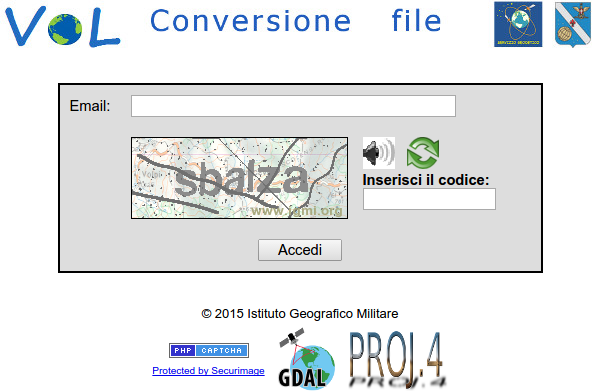 VOL Conversione file
SERVIZIO GEODETICO
Email:
sbalza
www.igmi.org
Inserisci il codice:
Accedi
© 2015 Istituto Geografico Militare
PHP CAPTCHA
Protected by Securimage
GDAL
PROJ.4